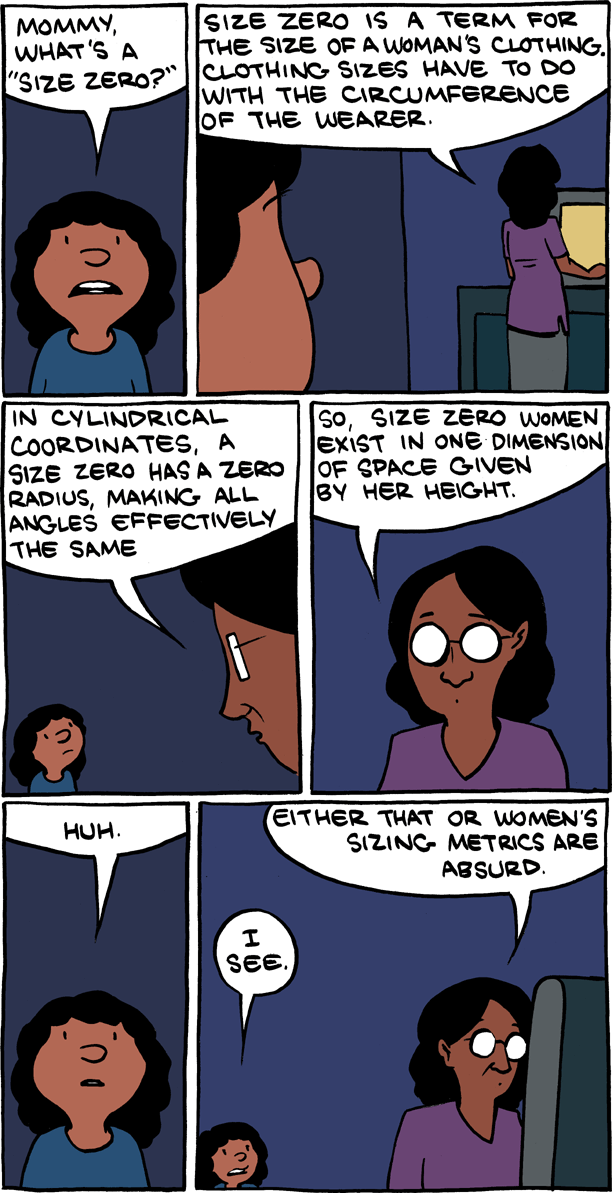 MOMMY,
WHAT'S A
"SIZE ZERO?"
SIZE ZERO IS A TERM FOR
THE SIZE OF A WOMAN'S CLOTHING.
CLOTHING SIZES HAVE TO DO
WITH THE CIRCUMFERENCE
OF THE WEARER.
IN CYLINDRICAL
COORDINATES, A
SIZE ZERO HAS A ZERO
RADIUS, MAKING ALL
ANGLES EFFECTIVELY
THE SAME
SO, SIZE ZERO WOMEN
EXIST IN ONE DIMENSION
OF SPACE GIVEN
BY HER HEIGHT.
HUH.
EITHER THAT OR WOMEN'S
SIZING METRICS ARE
ABSURD.
I
SEE.